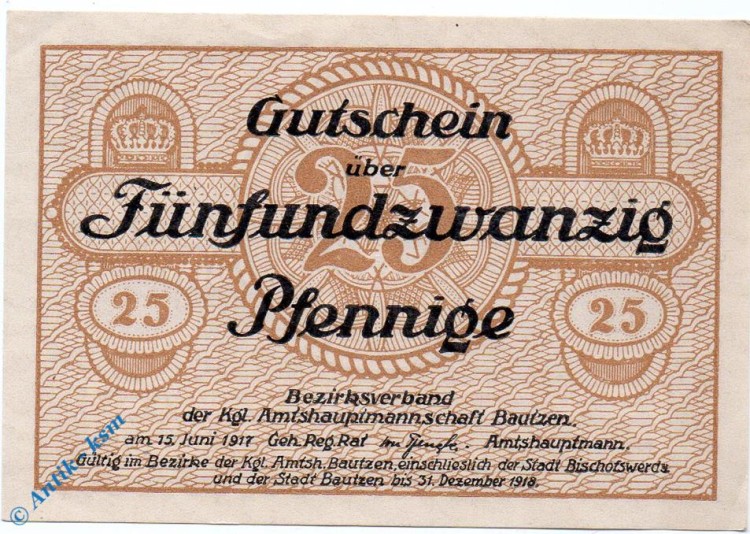 Gutschein
über
25
Fünfundzwanzig
Pfennige
25
25
Bezirksverband
der Kgl. Amtshauptmannschaft Bautzen.
am 15. Juni 1917 Geh. Reg. Rat Amtshauptmann.
Gültig im Bezirke der Kgl. Amtsh. Bautzen, einschlieslich der Stadt Bischofswerda
und der Stadt Bautzen bis 31. Dezember 1918.
© Antik-ksm